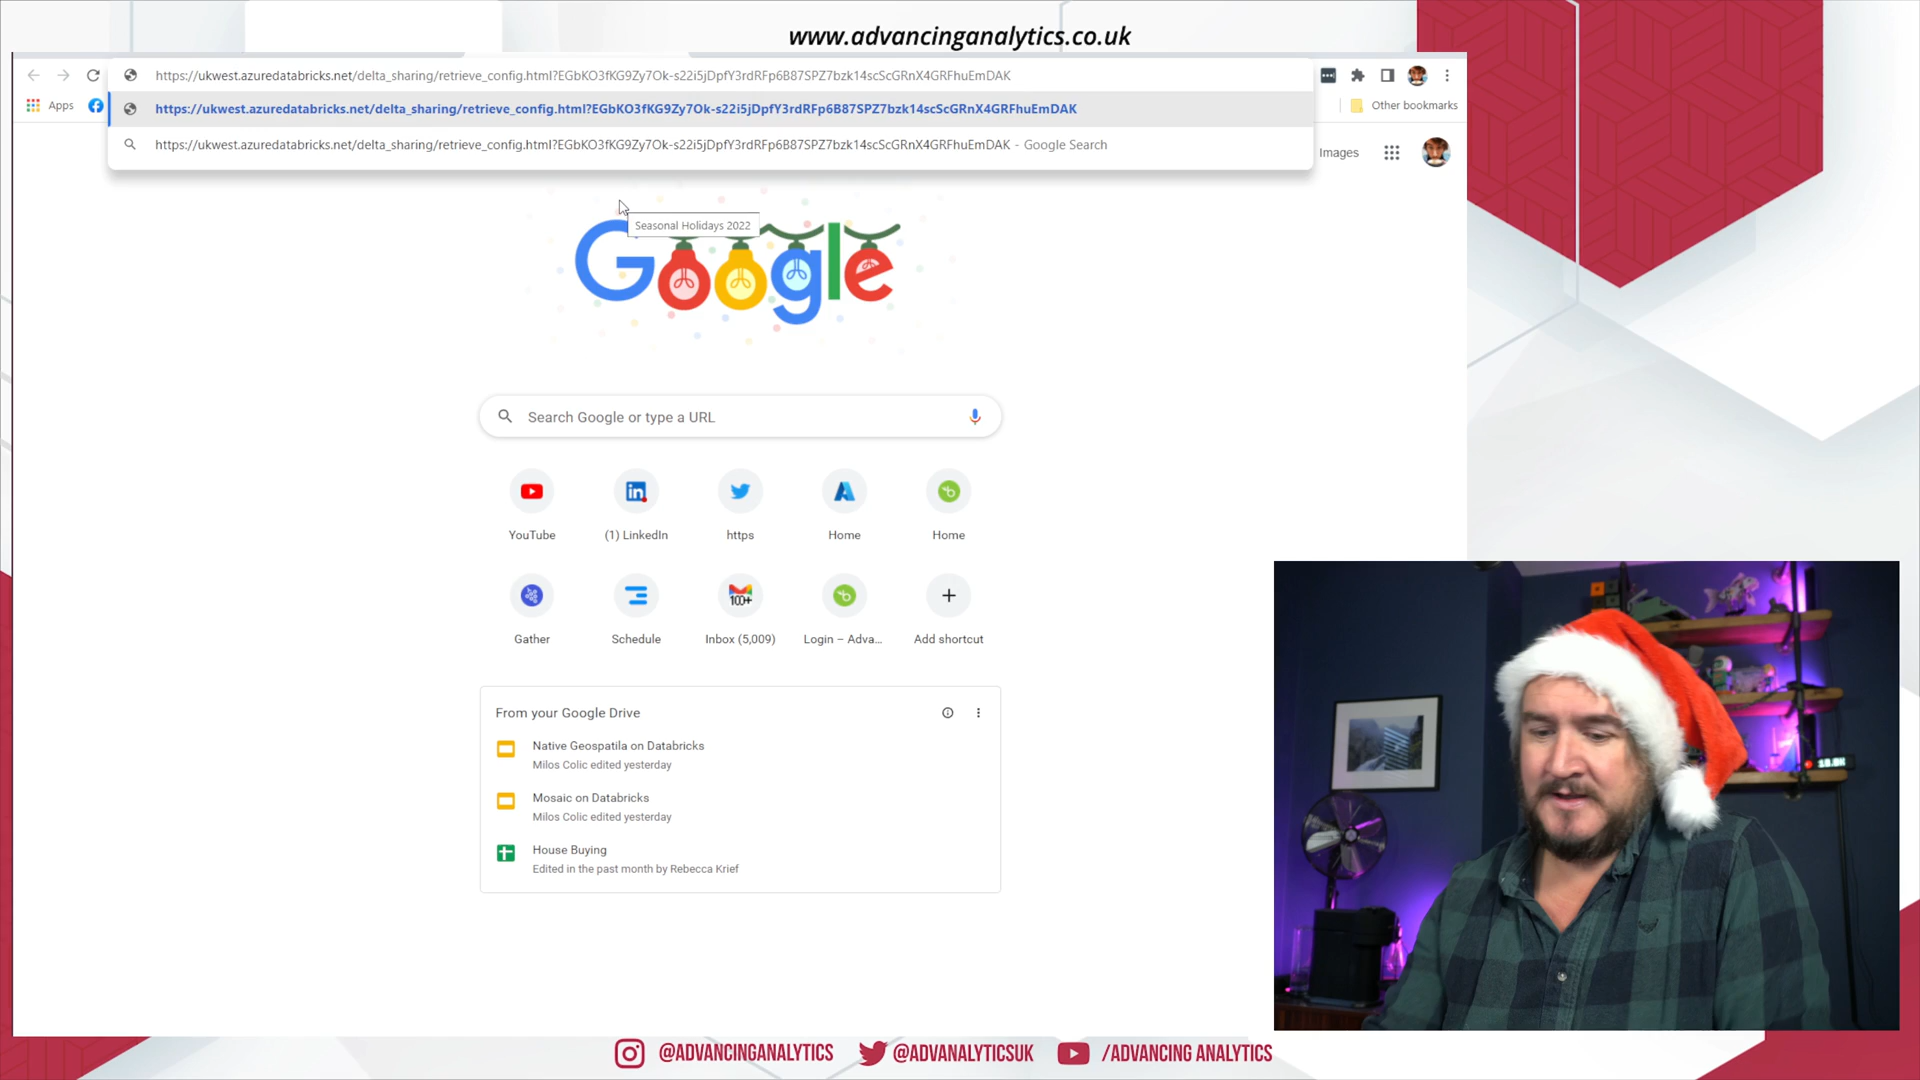 www.advancinganalytics.co.uk
https://ukwest.azuredatabricks.net/delta_sharing/retrieve_config.html?EGbKO3fKG9Zy7Ok-s22i5jDpfY3rdRFp6B87SPZ7bzk14scScGRnX4GRFhuEmDAK
Apps
https://ukwest.azuredatabricks.net/delta_sharing/retrieve_config.html?EGbKO3fKG9Zy7Ok-s22i5jDpfY3rdRFp6B87SPZ7bzk14scScGRnX4GRFhuEmDAK
Other bookmarks
https://ukwest.azuredatabricks.net/delta_sharing/retrieve_config.html?EGbKO3fKG9Zy7Ok-s22i5jDpfY3rdRFp6B87SPZ7bzk14scScGRnX4GRFhuEmDAK - Google Search
Images
Seasonal Holidays 2022
Google
Search Google or type a URL
YouTube
(1) LinkedIn
https
Home
Home
100+
Gather
Schedule
Inbox (5,009)
Login – Adva...
Add shortcut
From your Google Drive
Native Geospatila on Databricks
Milos Colic edited yesterday
Mosaic on Databricks
Milos Colic edited yesterday
House Buying
Edited in the past month by Rebecca Krief
@ADVANCINGANALYTICS
@ADVANALYTICSUK
/ADVANCING ANALYTICS